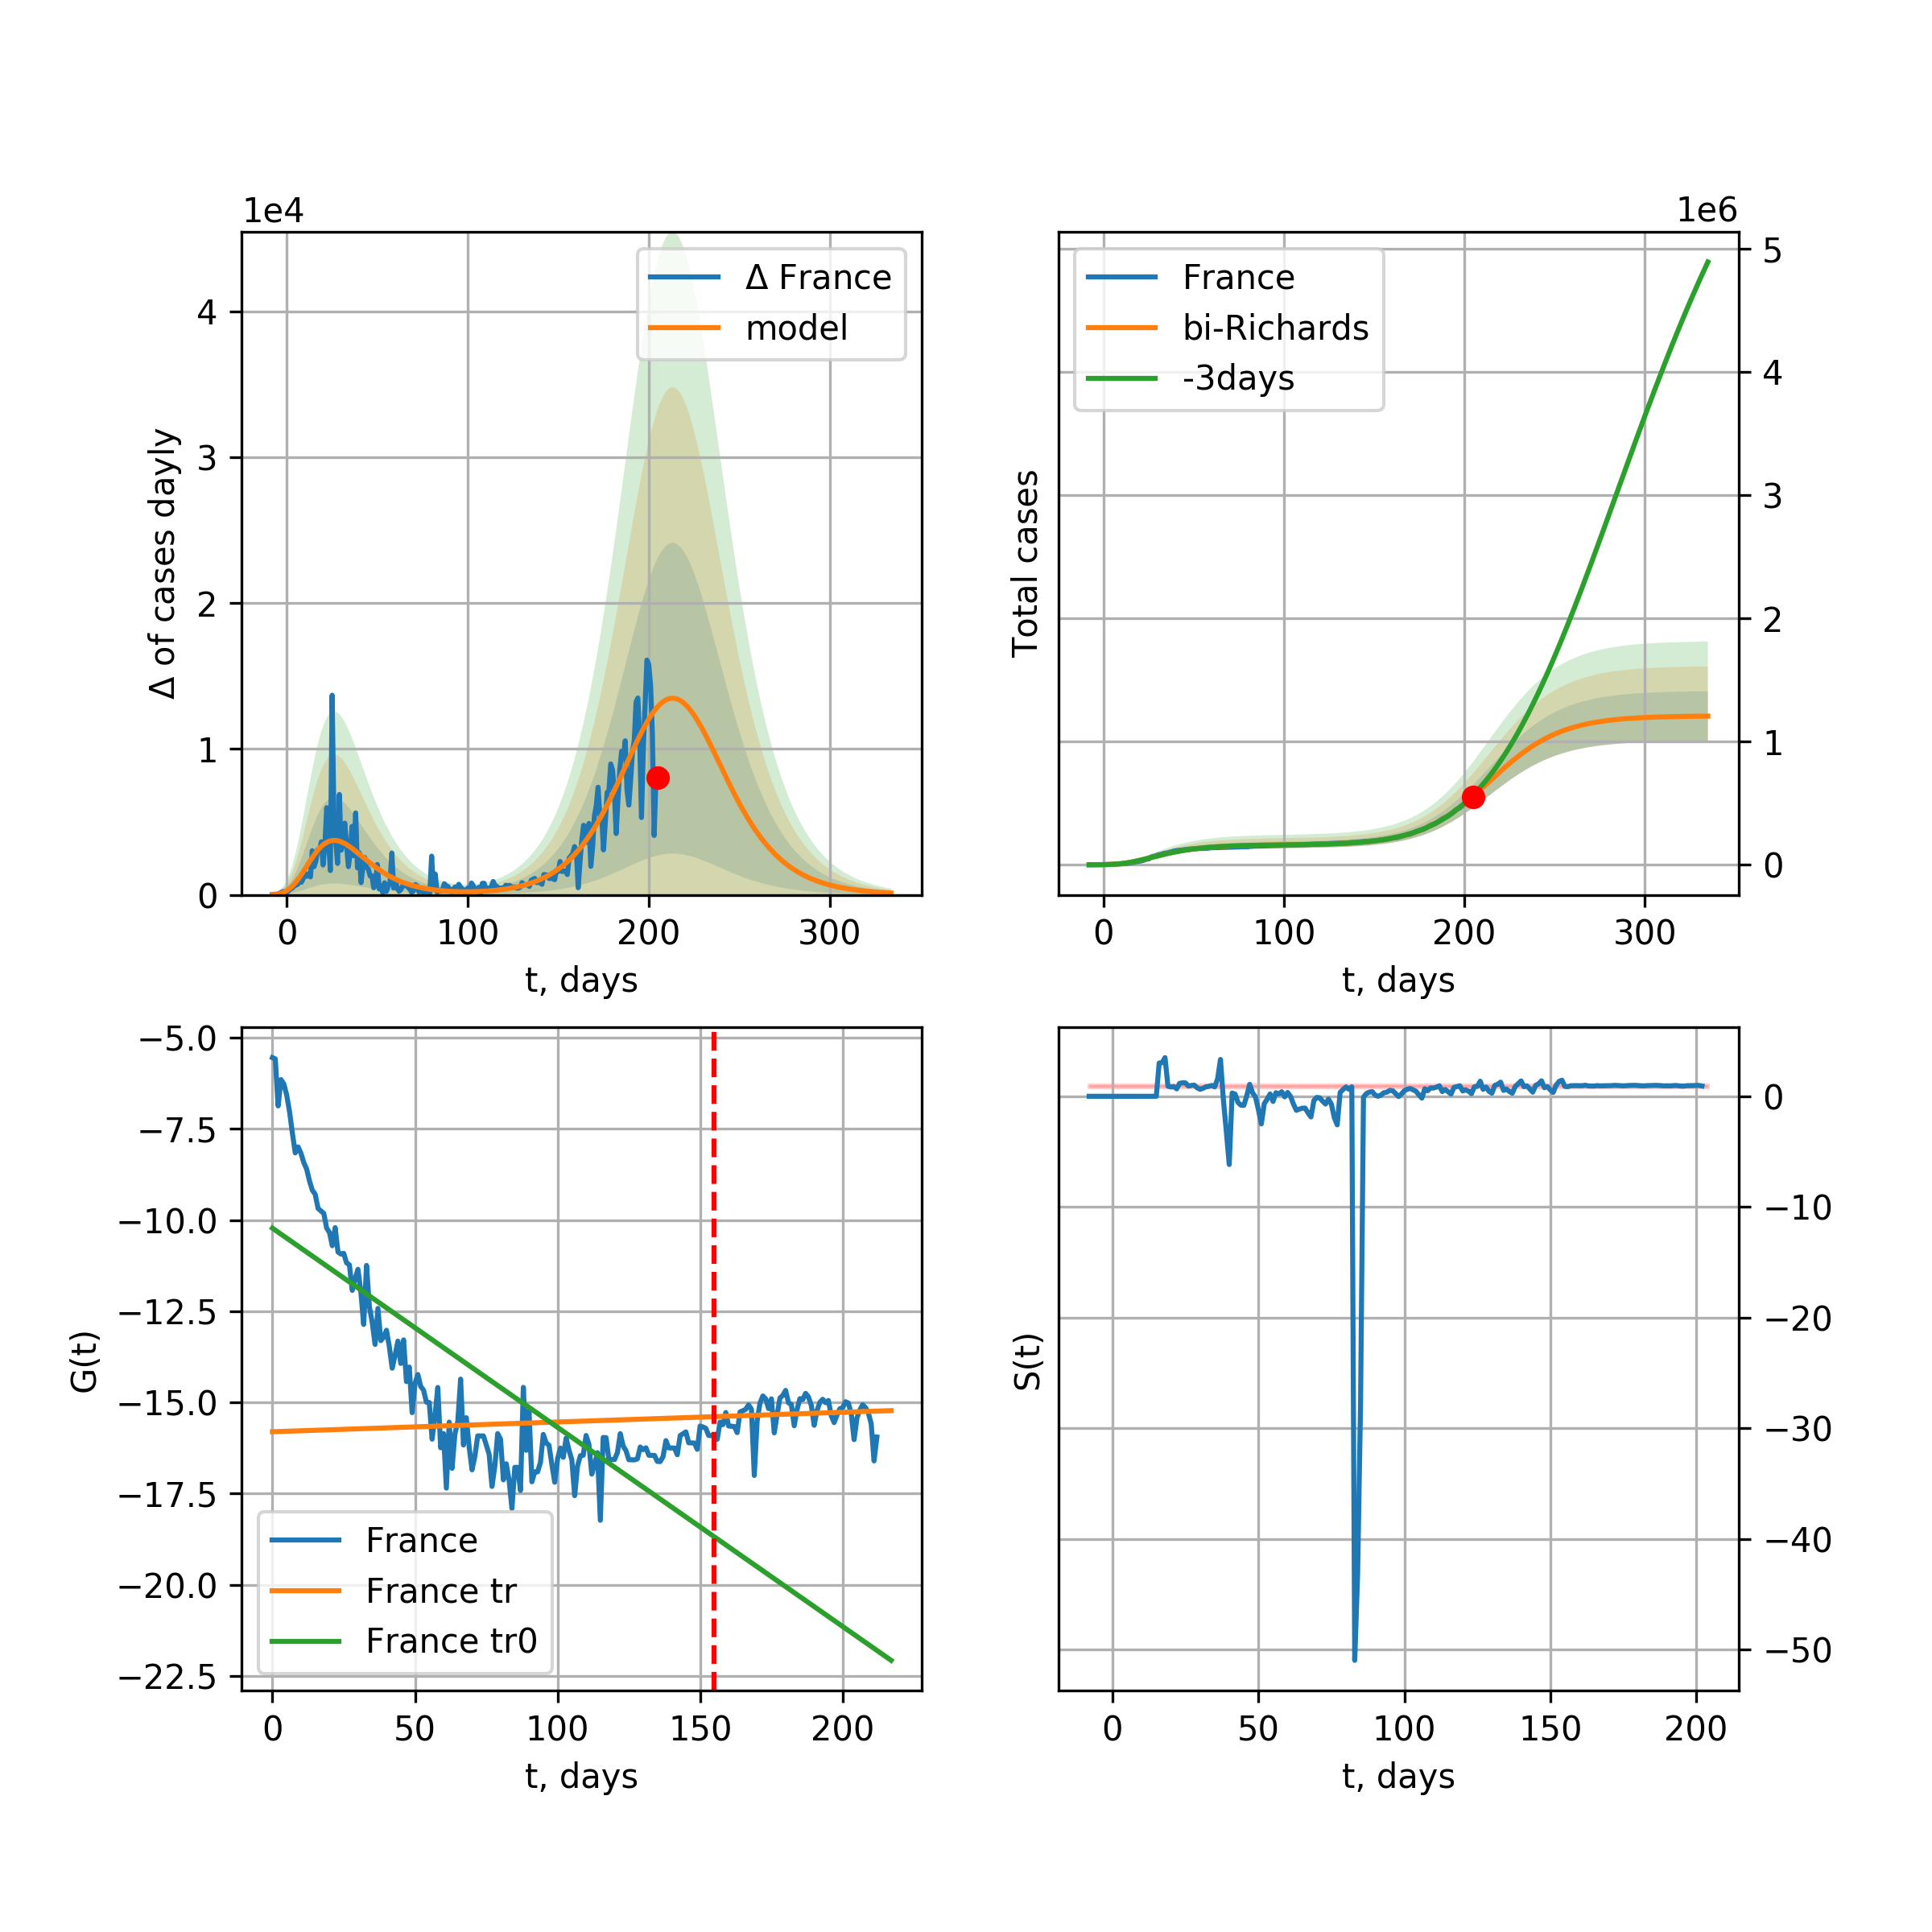 1e4
Δ France
model
4
3
2
1
0
Δ of cases dayly
0 100 200 300
t, days
1e6
France
bi-Richards
-3days
5
4
3
2
1
0
Total cases
0 100 200 300
t, days
−5.0
−7.5
−10.0
−12.5
−15.0
−17.5
−20.0
−22.5
G(t)
France
France tr
France tr0
0 50 100 150 200
t, days
0
−10
−20
−30
−40
−50
S(t)
0 50 100 150 200
t, days